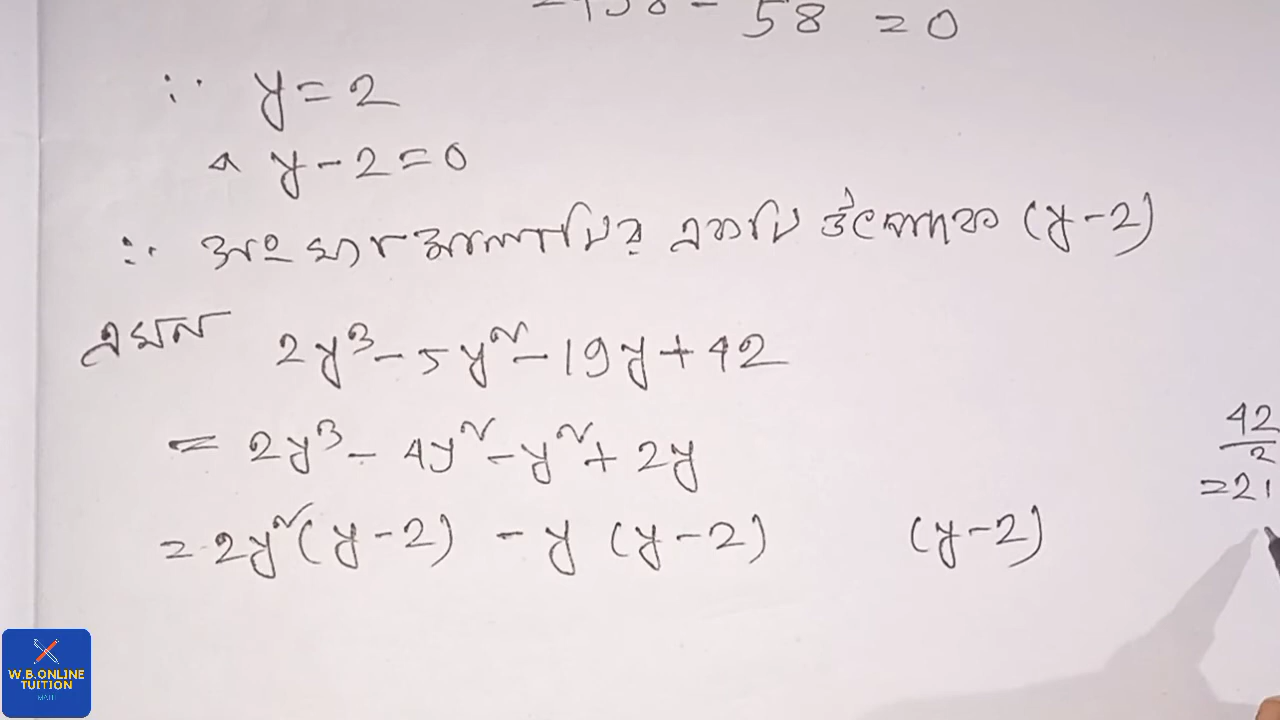 58 = 0
∵ y = 2
বা y - 2 = 0
∴ সংখ্যামালাটির একটি উৎপাদক (y - 2)
এখন 2y³ - 5y² - 19y + 42
= 2y³ - 4y² - y² + 2y
= 2y² (y - 2) - y (y - 2) (y - 2)
42
2
= 21
W.B.ONLINE
TUITION
MATH